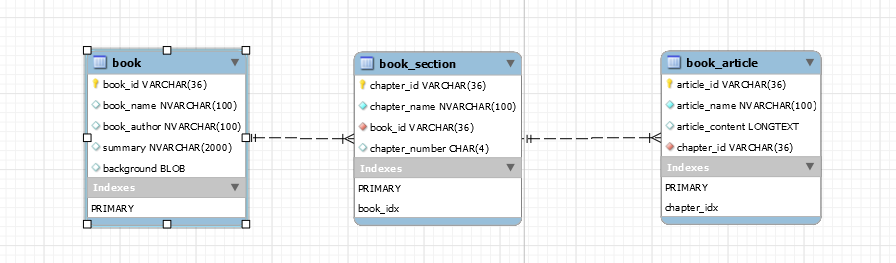 book
book_id VARCHAR(36)
book_name NVARCHAR(100)
book_author NVARCHAR(100)
summary NVARCHAR(2000)
background BLOB
Indexes
PRIMARY
book_section
chapter_id VARCHAR(36)
chapter_name NVARCHAR(100)
book_id VARCHAR(36)
chapter_number CHAR(4)
Indexes
PRIMARY
book_idx
book_article
article_id VARCHAR(36)
article_name NVARCHAR(100)
article_content LONGTEXT
chapter_id VARCHAR(36)
Indexes
PRIMARY
chapter_idx